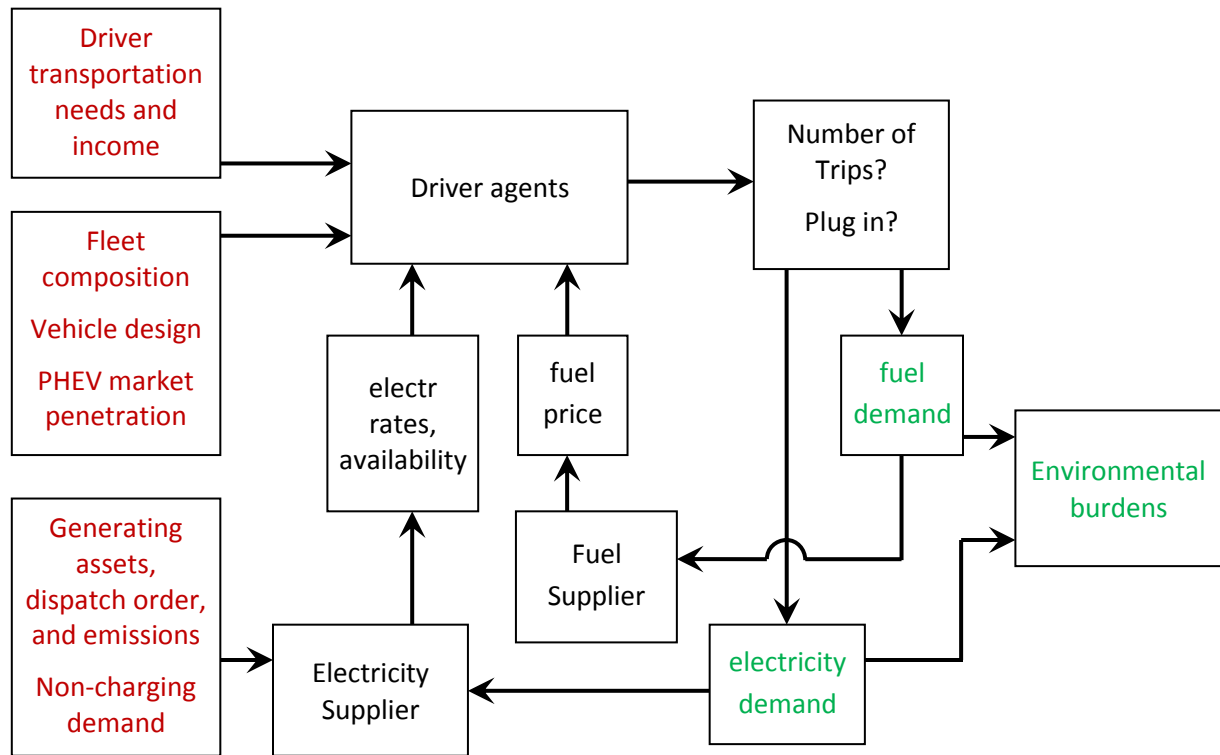 Driver
transportation
needs and
income
Driver agents
Number of
Trips?
Plug in?
Fleet
composition
Vehicle design
PHEV market
penetration
electr
rates,
availability
fuel
price
fuel
demand
Environmental
burdens
Generating
assets,
dispatch order,
and emissions
Non-charging
demand
Electricity
Supplier
Fuel
Supplier
electricity
demand